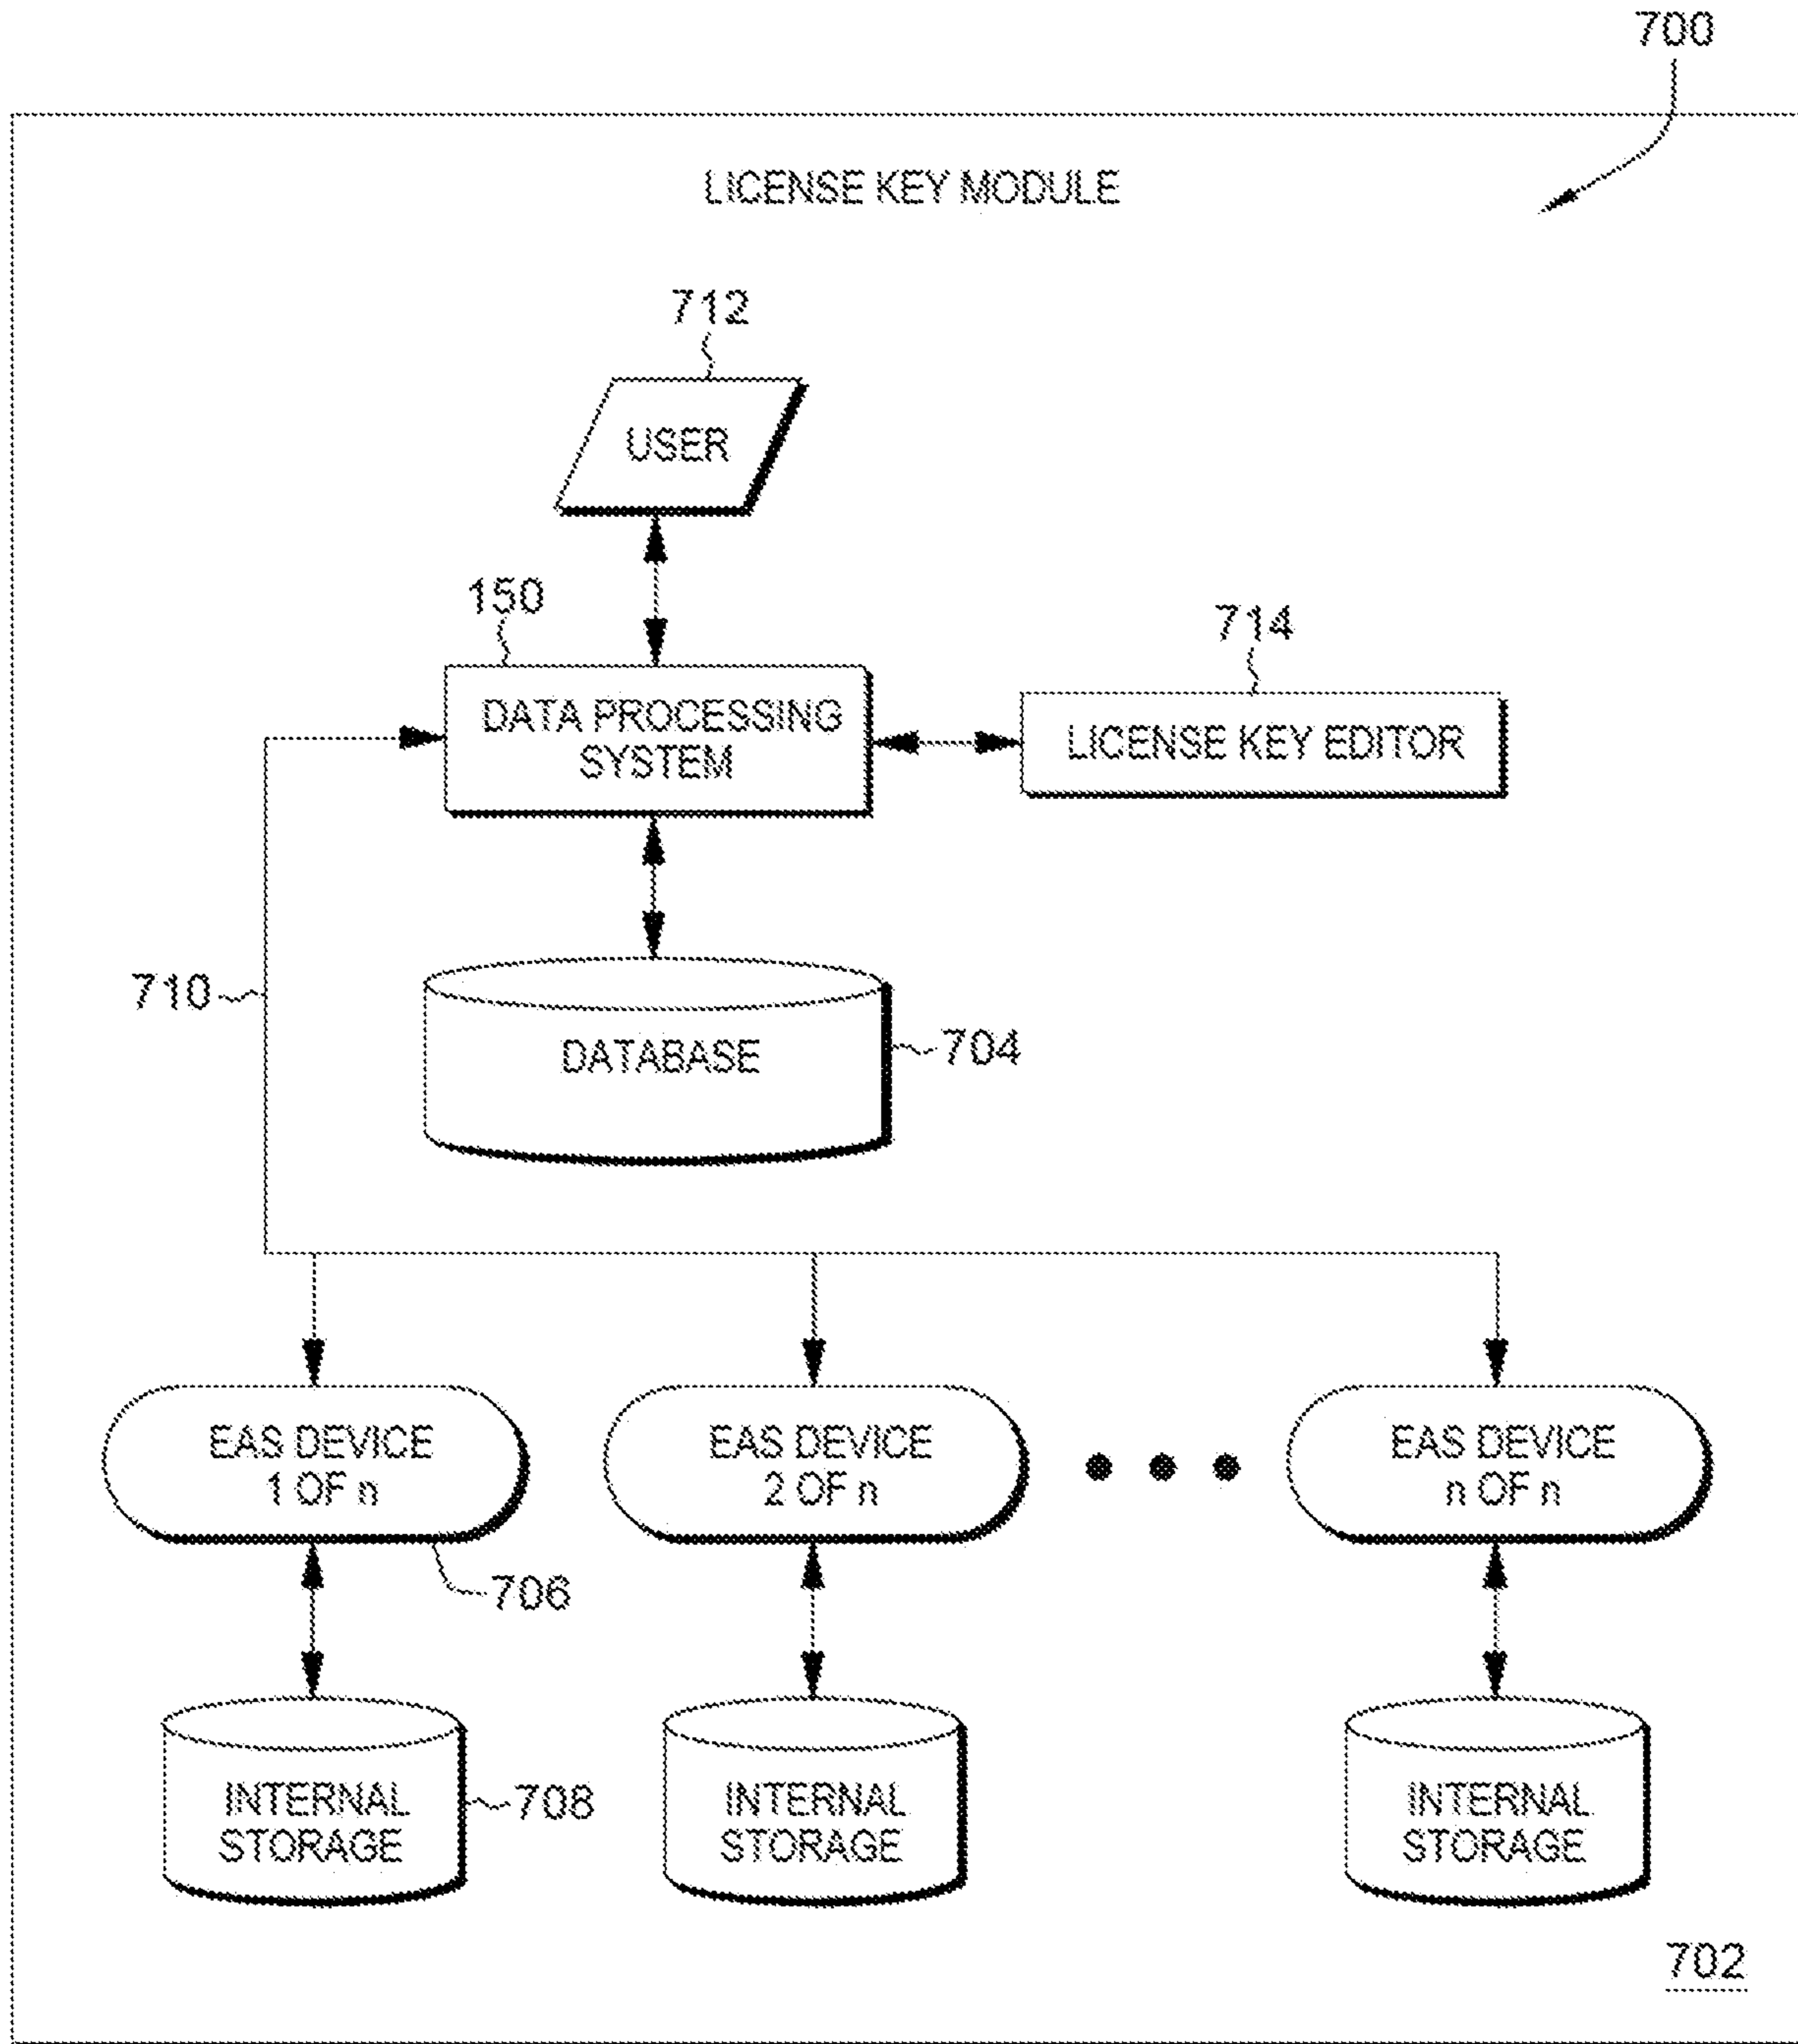 700
LICENSE KEY MODULE
712
USER
150
714
DATA PROCESSING
SYSTEM
LICENSE KEY EDITOR
710
DATABASE
704
EAS DEVICE
1 OF n
EAS DEVICE
2 OF n
EAS DEVICE
n OF n
706
INTERNAL
STORAGE
708
INTERNAL
STORAGE
INTERNAL
STORAGE
702